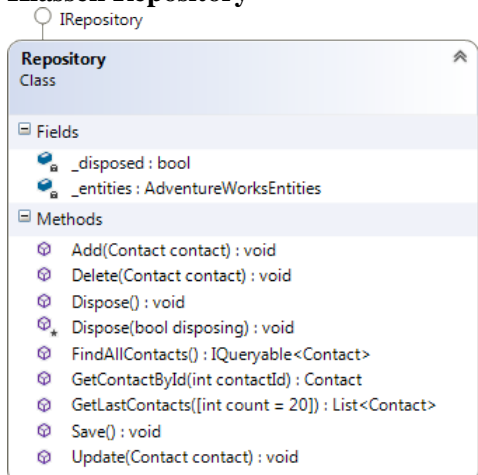 Klassen Repository
IRepository
Repository
Class
Fields
_disposed : bool
_entities : AdventureWorksEntities
Methods
Add(Contact contact) : void
Delete(Contact contact) : void
Dispose() : void
Dispose(bool disposing) : void
FindAllContacts() : IQueryable<Contact>
GetContactById(int contactId) : Contact
GetLastContacts([int count = 20]) : List<Contact>
Save() : void
Update(Contact contact) : void